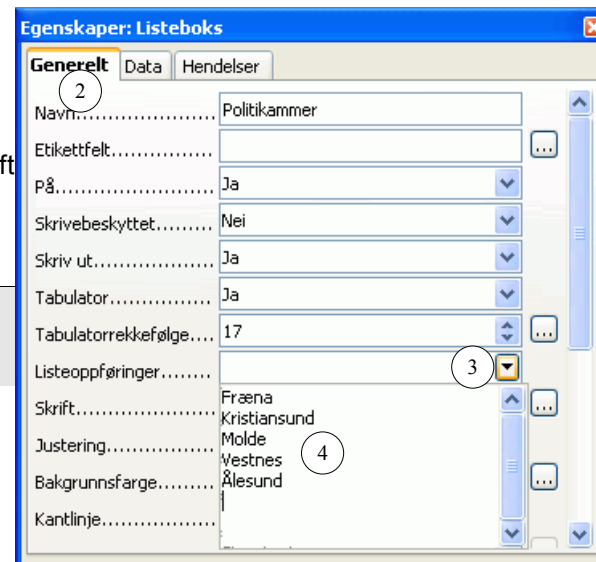 Egenskaper: Listeboks
Generelt Data Hendelser
2
Navn...................... Politikammer
Etikettfelt................ ...
ft
På........................ Ja
Skrivebeskyttet......... Nei
Skriv ut.................. Ja
Tabulator................ Ja
Tabulatorrekkefølge.... 17 ...
Listeoppføringer........ 3
Skrift..................... Fræna ...
Kristiansund
Justering................. Molde
Vestnes 4
Bakgrunnsfarge......... Ålesund ...
Kantlinje..................